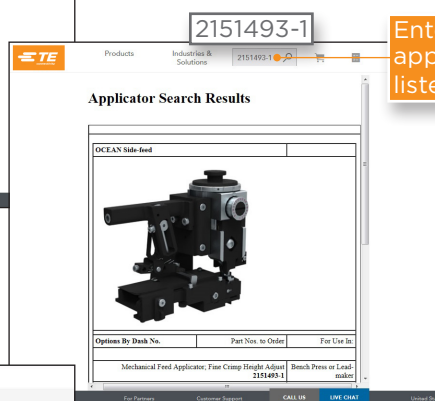 2151493-1
Ent
app
liste
TE
Products
Industries &
Solutions
2151493-1
Applicator Search Results
OCEAN Side-feed
Options By Dash No.
Part Nos. to Order
For Use In:
Mechanical Feed Applicator; Fine Crimp Height Adjust
2151493-1
Bench Press or Lead-
maker
For Partners
Customer Support
CALL US
LIVE CHAT
United Sta